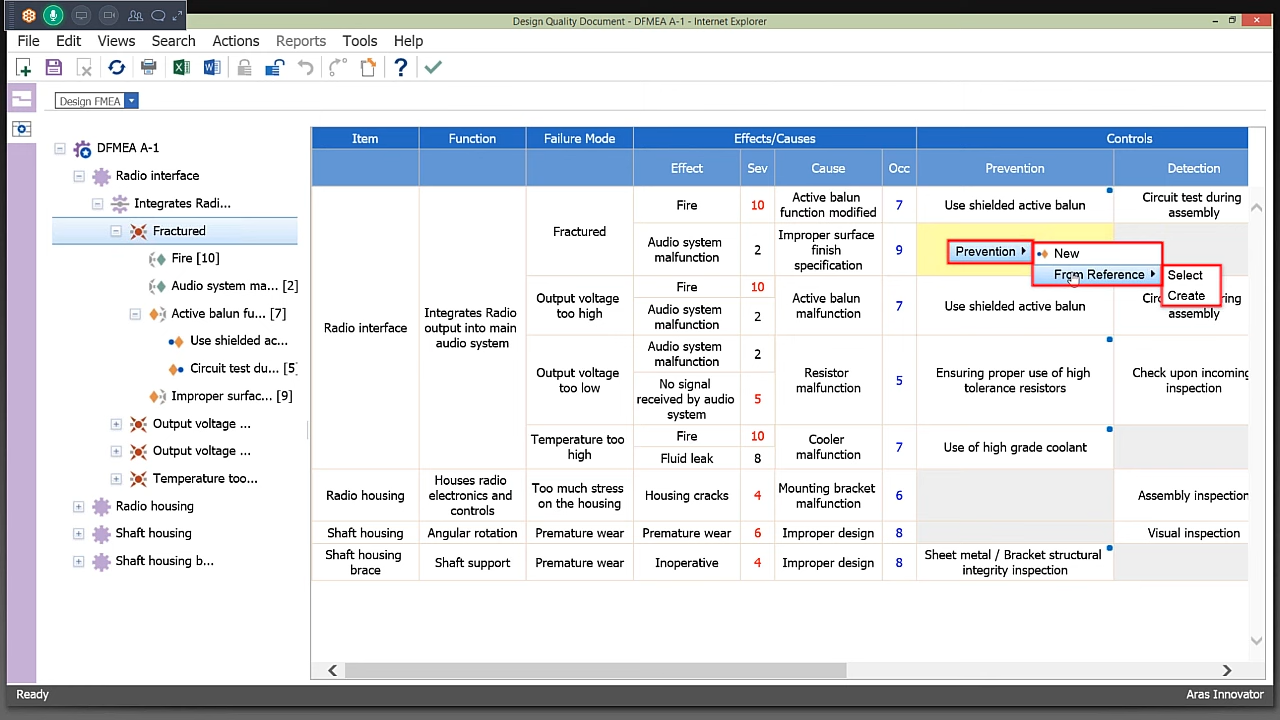 Design Quality Document - DFMEA A-1 - Internet Explorer
File Edit Views Search Actions Reports Tools Help
Design FMEA
DFMEA A-1
Radio interface
Integrates Radi...
Fractured
Fire [10]
Audio system ma... [2]
Active balun fu... [7]
Use shielded ac...
Circuit test du... [5]
Improper surfac... [9]
Output voltage ...
Output voltage ...
Temperature too...
Radio housing
Shaft housing
Shaft housing b...
Item Function Failure Mode Effects/Causes Controls
Effect Sev Cause Occ Prevention Detection
Radio interface
Integrates Radio
output into main
audio system
Fractured
Fire 10
Active balun
function modified
7
Use shielded active balun
Circuit test during
assembly
Audio system
malfunction
2
Improper surface
finish
specification
9
Prevention
New
From Reference
Select
Create
Output voltage
too high
Fire 10
Audio system
malfunction
2
Active balun
malfunction
7
Use shielded active balun
assembly
Output voltage
too low
Audio system
malfunction
2
No signal
received by audio
system
5
Resistor
malfunction
5
Ensuring proper use of high
tolerance resistors
Check upon incoming
inspection
Temperature too
high
Fire 10
Fluid leak 8
Cooler
malfunction
7
Use of high grade coolant
Radio housing
Houses radio
electronics and
controls
Too much stress
on the housing
Housing cracks
4
Mounting bracket
malfunction
6
Assembly inspection
Shaft housing Angular rotation Premature wear Premature wear 6 Improper design 8 Visual inspection
Shaft housing
brace
Shaft support Premature wear Inoperative 4 Improper design 8
Sheet metal / Bracket structural
integrity inspection
Ready
Aras Innovator